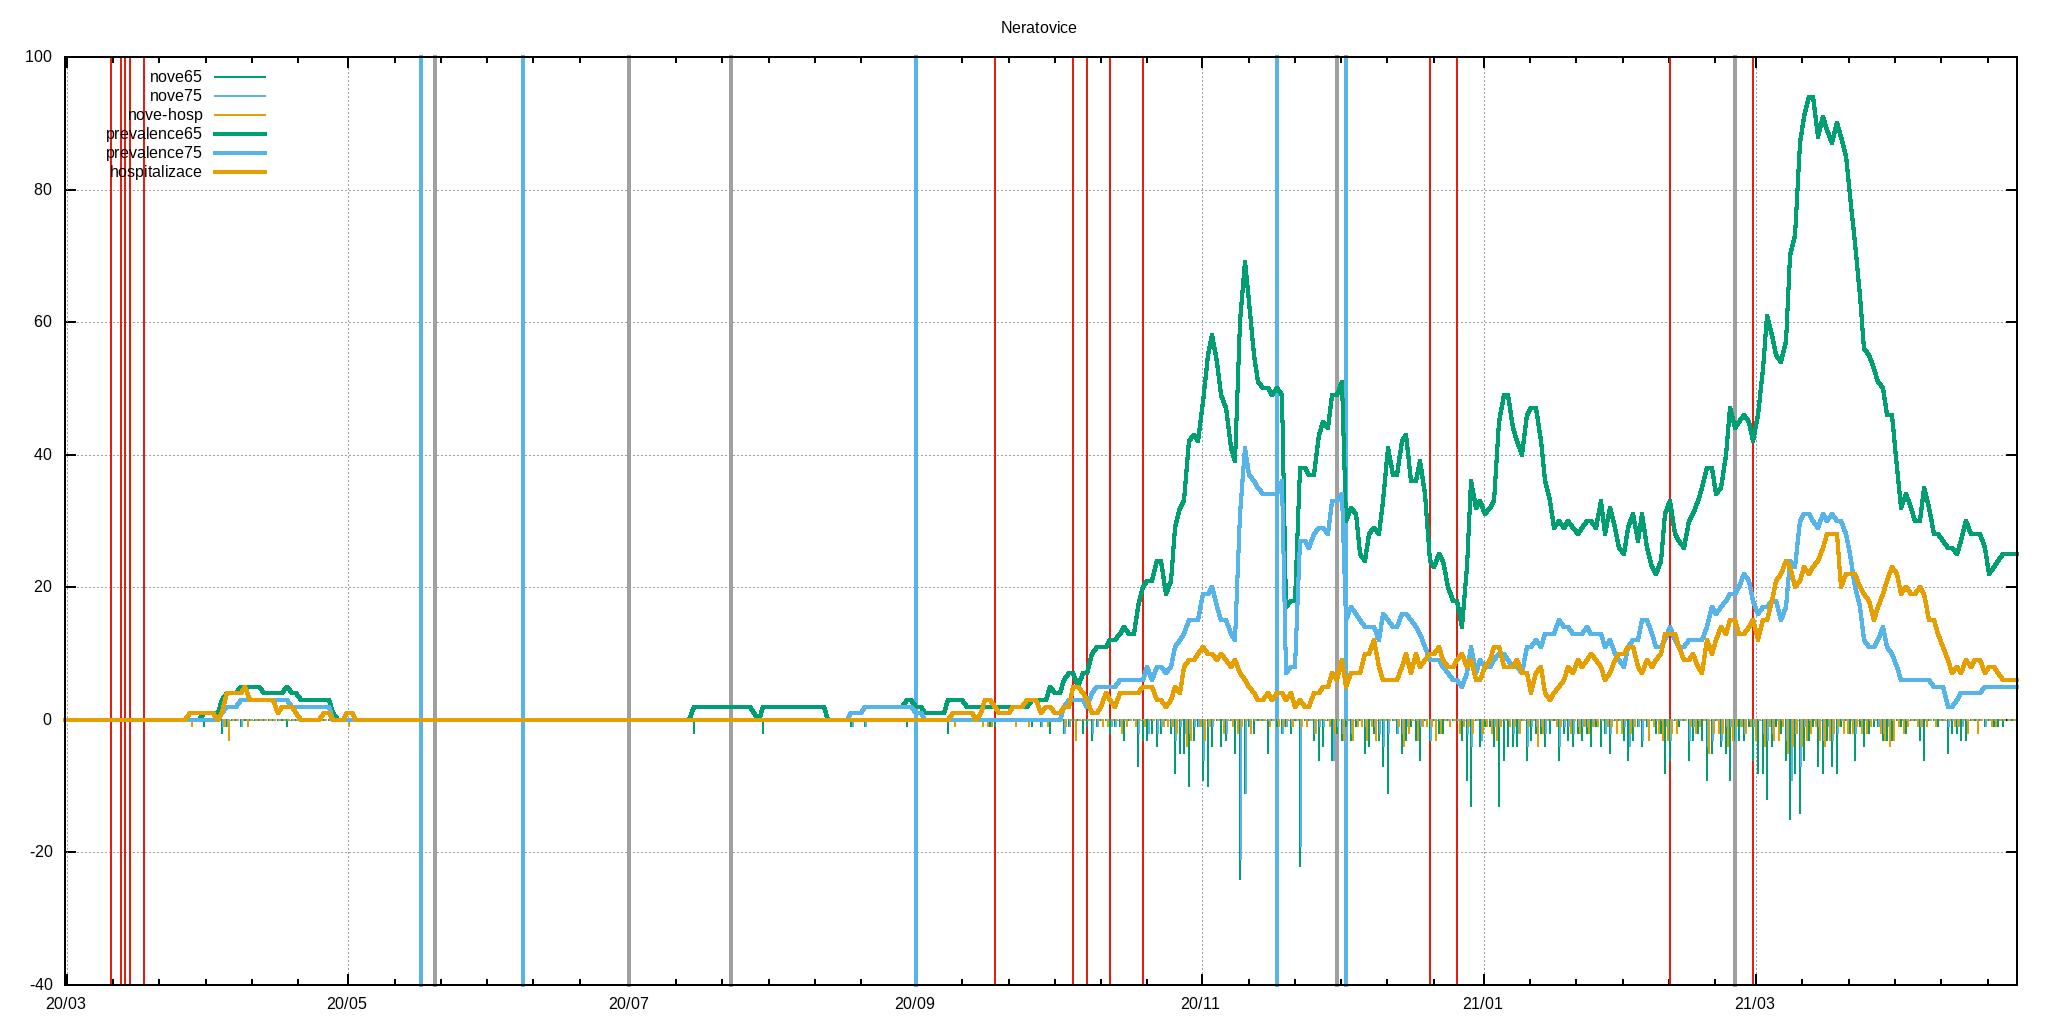 Neratovice
100
80
60
40
20
0
-20
-40
nove65
nove75
nove-hosp
prevalence65
prevalence75
hospitalizace
20/03 20/05 20/07 20/09 20/11 21/01 21/03